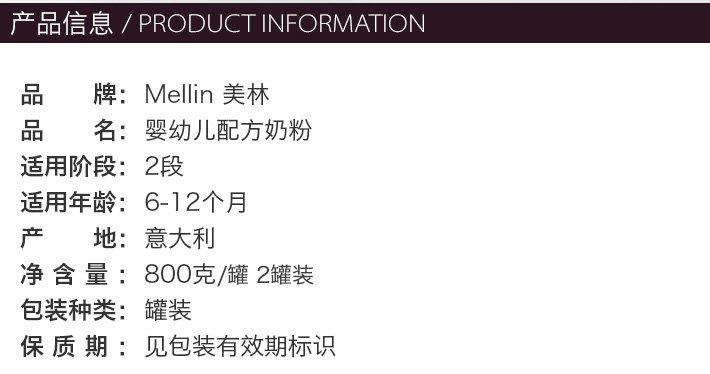 产品信息 / PRODUCT INFORMATION
品 牌: Mellin 美林
品 名: 婴幼儿配方奶粉
适用阶段: 2段
适用年龄: 6-12个月
产 地: 意大利
净 含 量 : 800克/罐 2罐装
包装种类: 罐装
保 质 期 : 见包装有效期标识